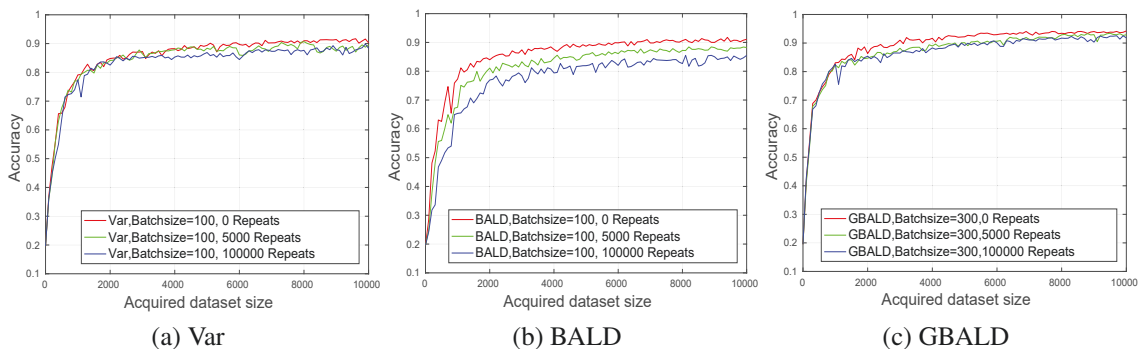 1
0.9
0.8
0.7
0.6
0.5
0.4
0.3
0.2
0.1
Accuracy
0 2000 4000 6000 8000 10000
Acquired dataset size
Var,Batchsize=100, 0 Repeats
Var,Batchsize=100, 5000 Repeats
Var,Batchsize=100, 100000 Repeats
(a) Var
1
0.9
0.8
0.7
0.6
0.5
0.4
0.3
0.2
0.1
Accuracy
0 2000 4000 6000 8000 10000
Acquired dataset size
BALD,Batchsize=100, 0 Repeats
BALD,Batchsize=100, 5000 Repeats
BALD,Batchsize=100, 100000 Repeats
(b) BALD
1
0.9
0.8
0.7
0.6
0.5
0.4
0.3
0.2
0.1
Accuracy
0 2000 4000 6000 8000 10000
Acquired dataset size
GBALD,Batchsize=300,0 Repeats
GBALD,Batchsize=300,5000 Repeats
GBALD,Batchsize=300,100000 Repeats
(c) GBALD